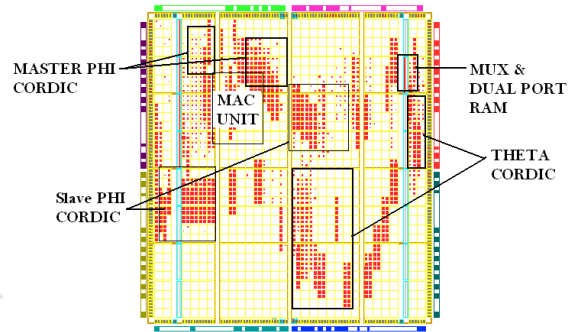 MASTER PHI
CORDIC
MAC
UNIT
MUX &
DUAL PORT
RAM
THETA
CORDIC
Slave PHI
CORDIC